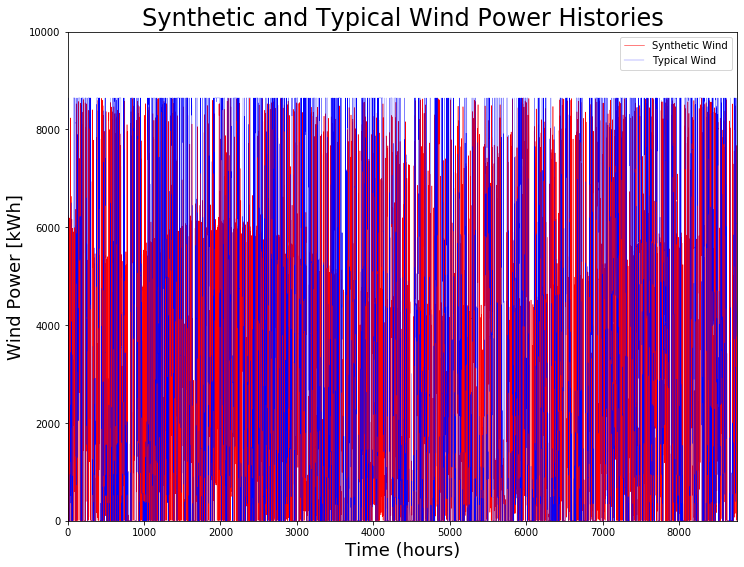 Synthetic and Typical Wind Power Histories
10000
Synthetic Wind
Typical Wind
8000
6000
4000
2000
0
Wind Power [kWh]
0 1000 2000 3000 4000 5000 6000 7000 8000
Time (hours)